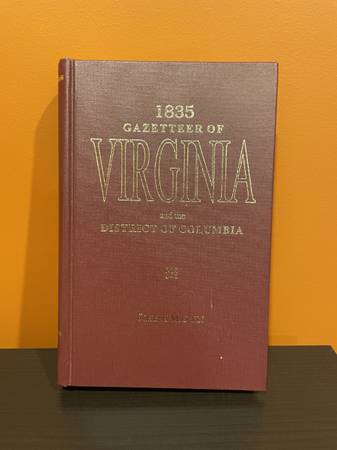 1835
GAZETTEER OF
VIRGINIA
and the
DISTRICT OF COLUMBIA